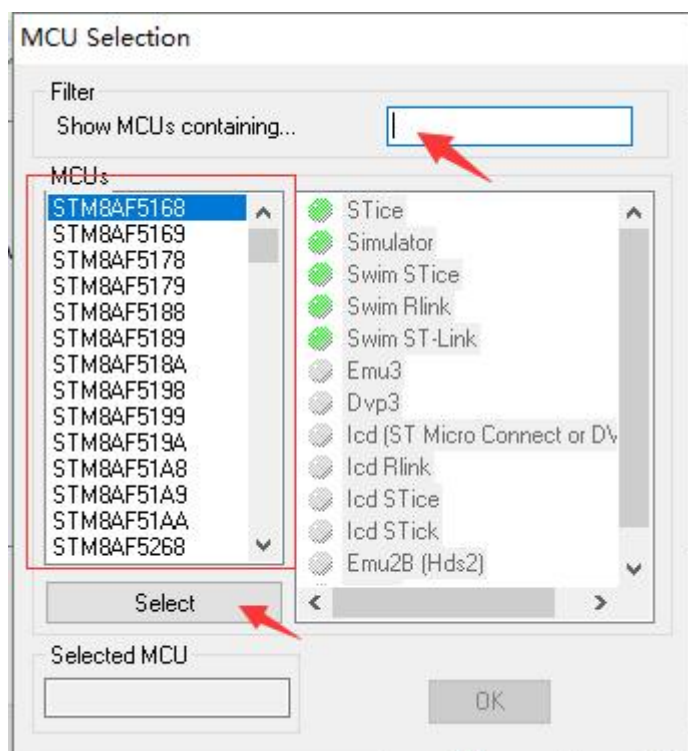 MCU Selection
Filter
Show MCUs containing...
MCUs
STM8AF5168
STM8AF5169
STM8AF5178
STM8AF5179
STM8AF5188
STM8AF5189
STM8AF518A
STM8AF5198
STM8AF5199
STM8AF519A
STM8AF51A8
STM8AF51A9
STM8AF51AA
STM8AF5268
STice
Simulator
Swim STice
Swim Rlink
Swim ST-Link
Emu3
Dvp3
Icd (ST Micro Connect or DV
Icd Rlink
Icd STice
Icd STick
Emu2B (Hds2)
Select
Selected MCU
OK